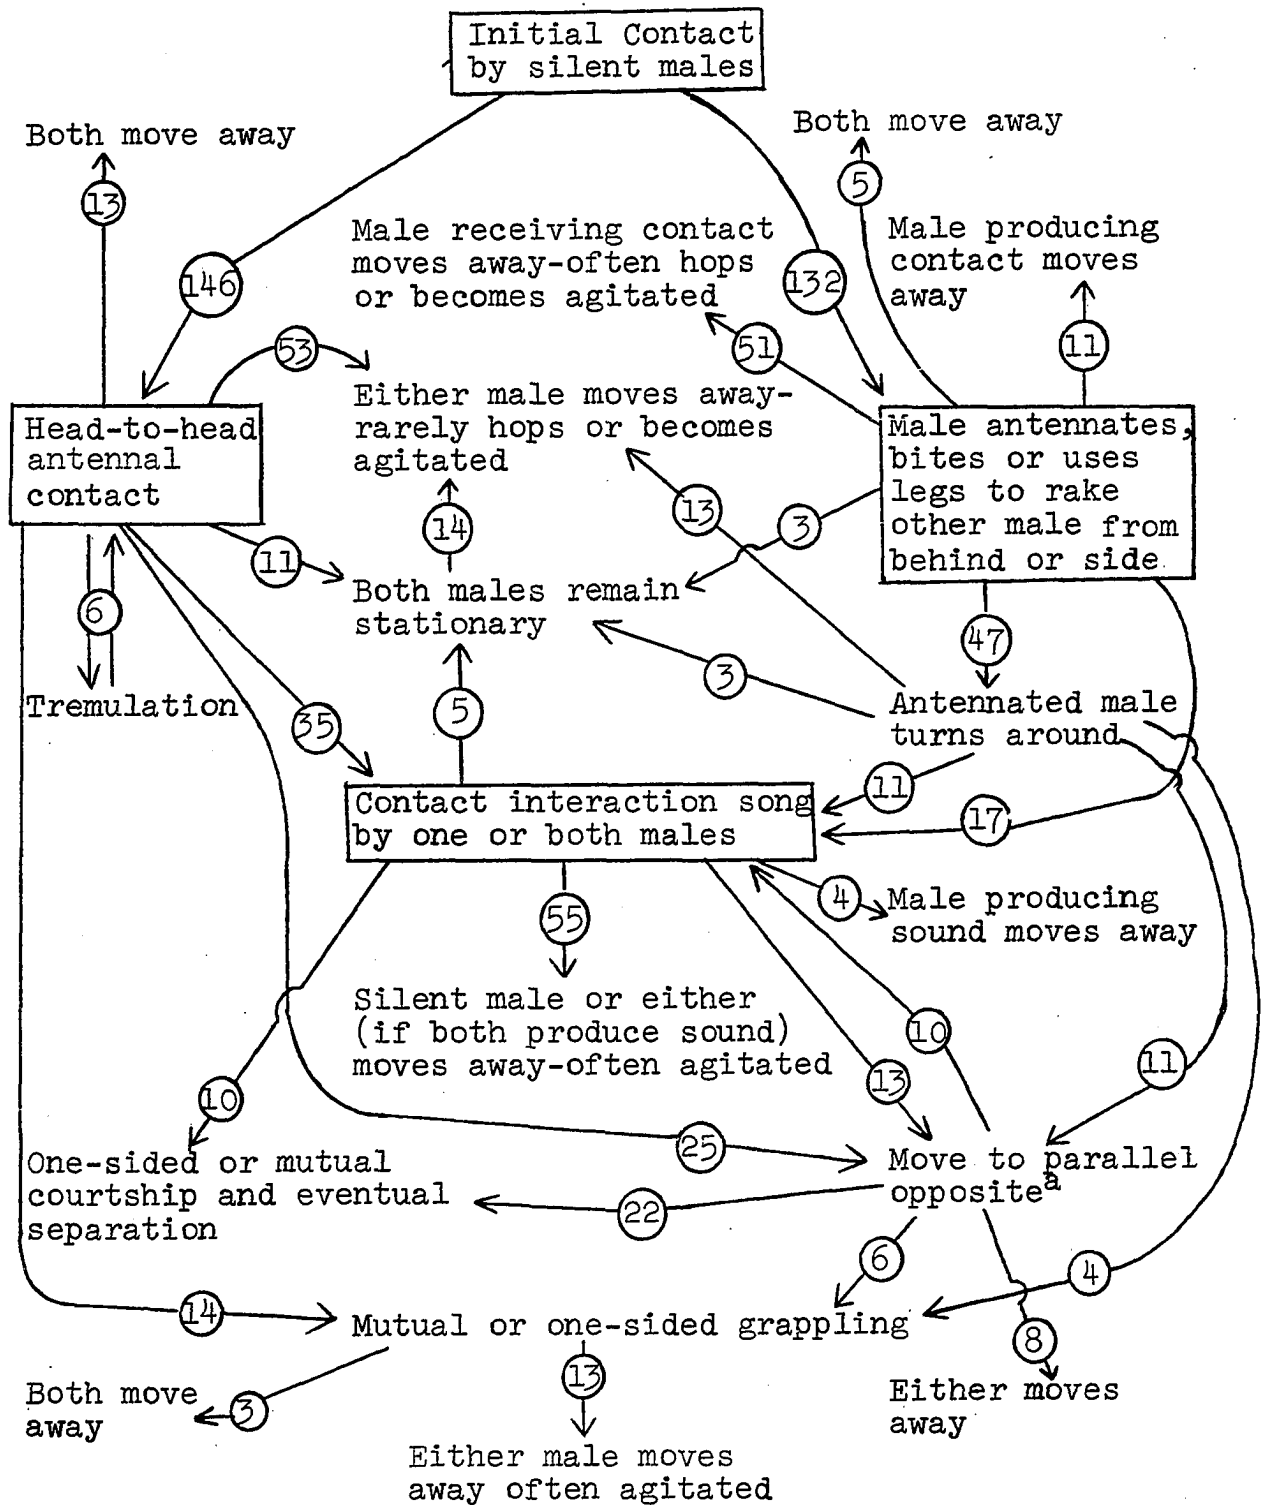 Initial Contact
by silent males
Both move away
Both move away
13
5
Male receiving contact
moves away-often hops
or becomes agitated
Male producing
contact moves
away
146
132
53
51
11
Either male moves away-
rarely hops or becomes
agitated
Head-to-head
antennal
contact
Male antennates,
bites or uses
legs to rake
other male from
behind or side
13
3
14
11
Both males remain
stationary
6
47
3
Tremulation
35
5
Antennated male
turns around
11
17
Contact interaction song
by one or both males
4
Male producing
sound moves away
55
Silent male or either
(if both produce sound)
moves away-often agitated
10
13
11
10
25
One-sided or mutual
courtship and eventual
separation
Move to parallel
opposite a
22
6
4
14
Mutual or one-sided grappling
8
Both move
away
3
13
Either moves
away
Either male moves
away often agitated